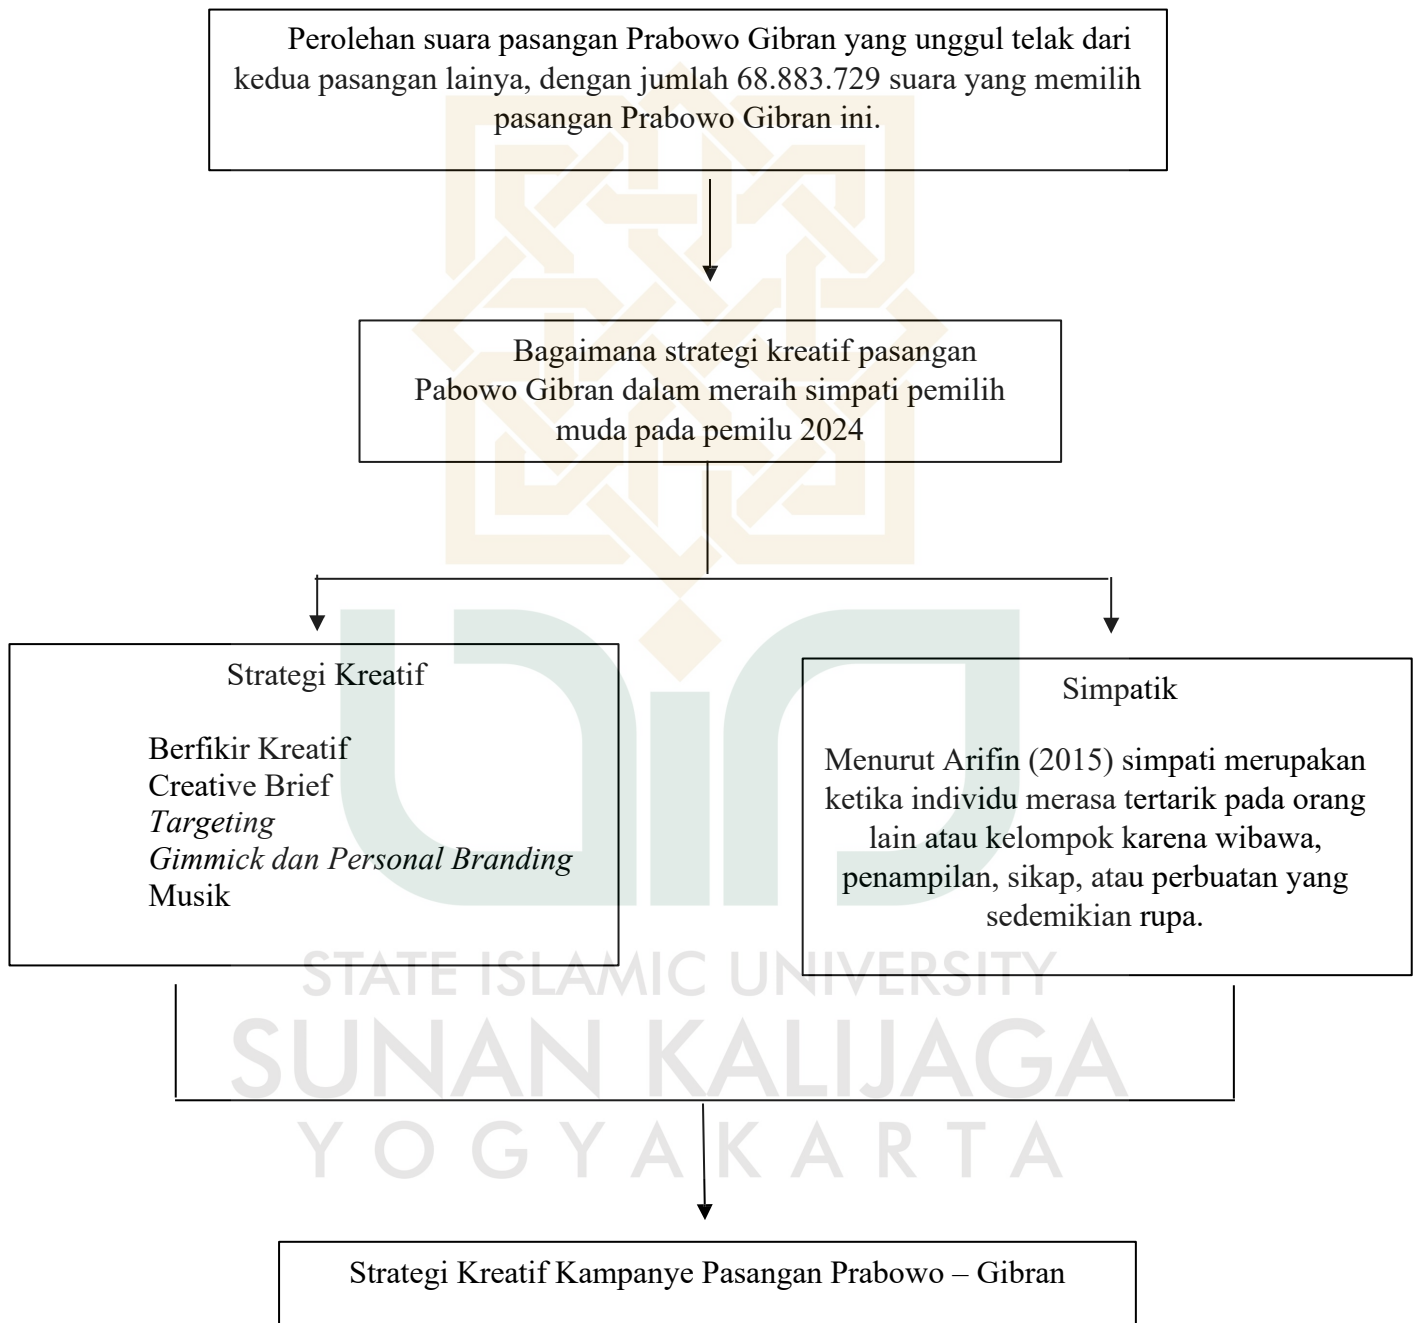 Perolehan suara pasangan Prabowo Gibran yang unggul telak dari
kedua pasangan lainya, dengan jumlah 68.883.729 suara yang memilih
pasangan Prabowo Gibran ini.
Bagaimana strategi kreatif pasangan
Pabowo Gibran dalam meraih simpati pemilih
muda pada pemilu 2024
Strategi Kreatif
Berfikir Kreatif
Creative Brief
Targeting
Gimmick dan Personal Branding
Musik
Simpatik
Menurut Arifin (2015) simpati merupakan
ketika individu merasa tertarik pada orang
lain atau kelompok karena wibawa,
penampilan, sikap, atau perbuatan yang
sedemikian rupa.
STATE ISLAMIC UNIVERSITY
SUNAN KALIJAGA
YOGYAKARTA
Strategi Kreatif Kampanye Pasangan Prabowo – Gibran